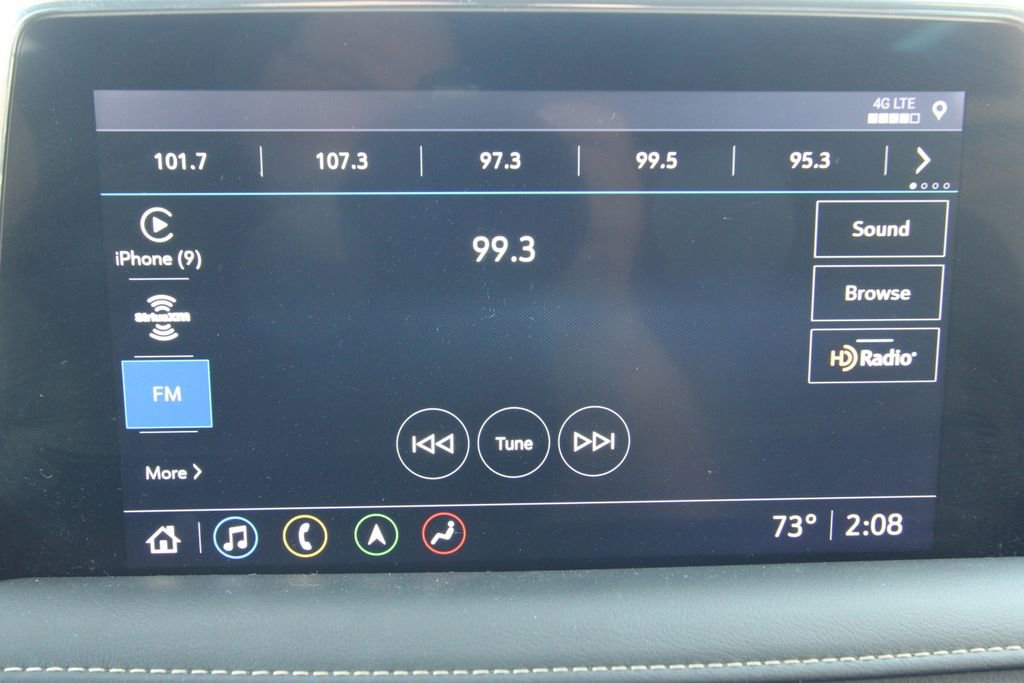 4G LTE
101.7 107.3 97.3 99.5 95.3
iPhone (9)
99.3
Sound
SiriusXM
Browse
HD Radio
FM
Tune
More
73° 2:08